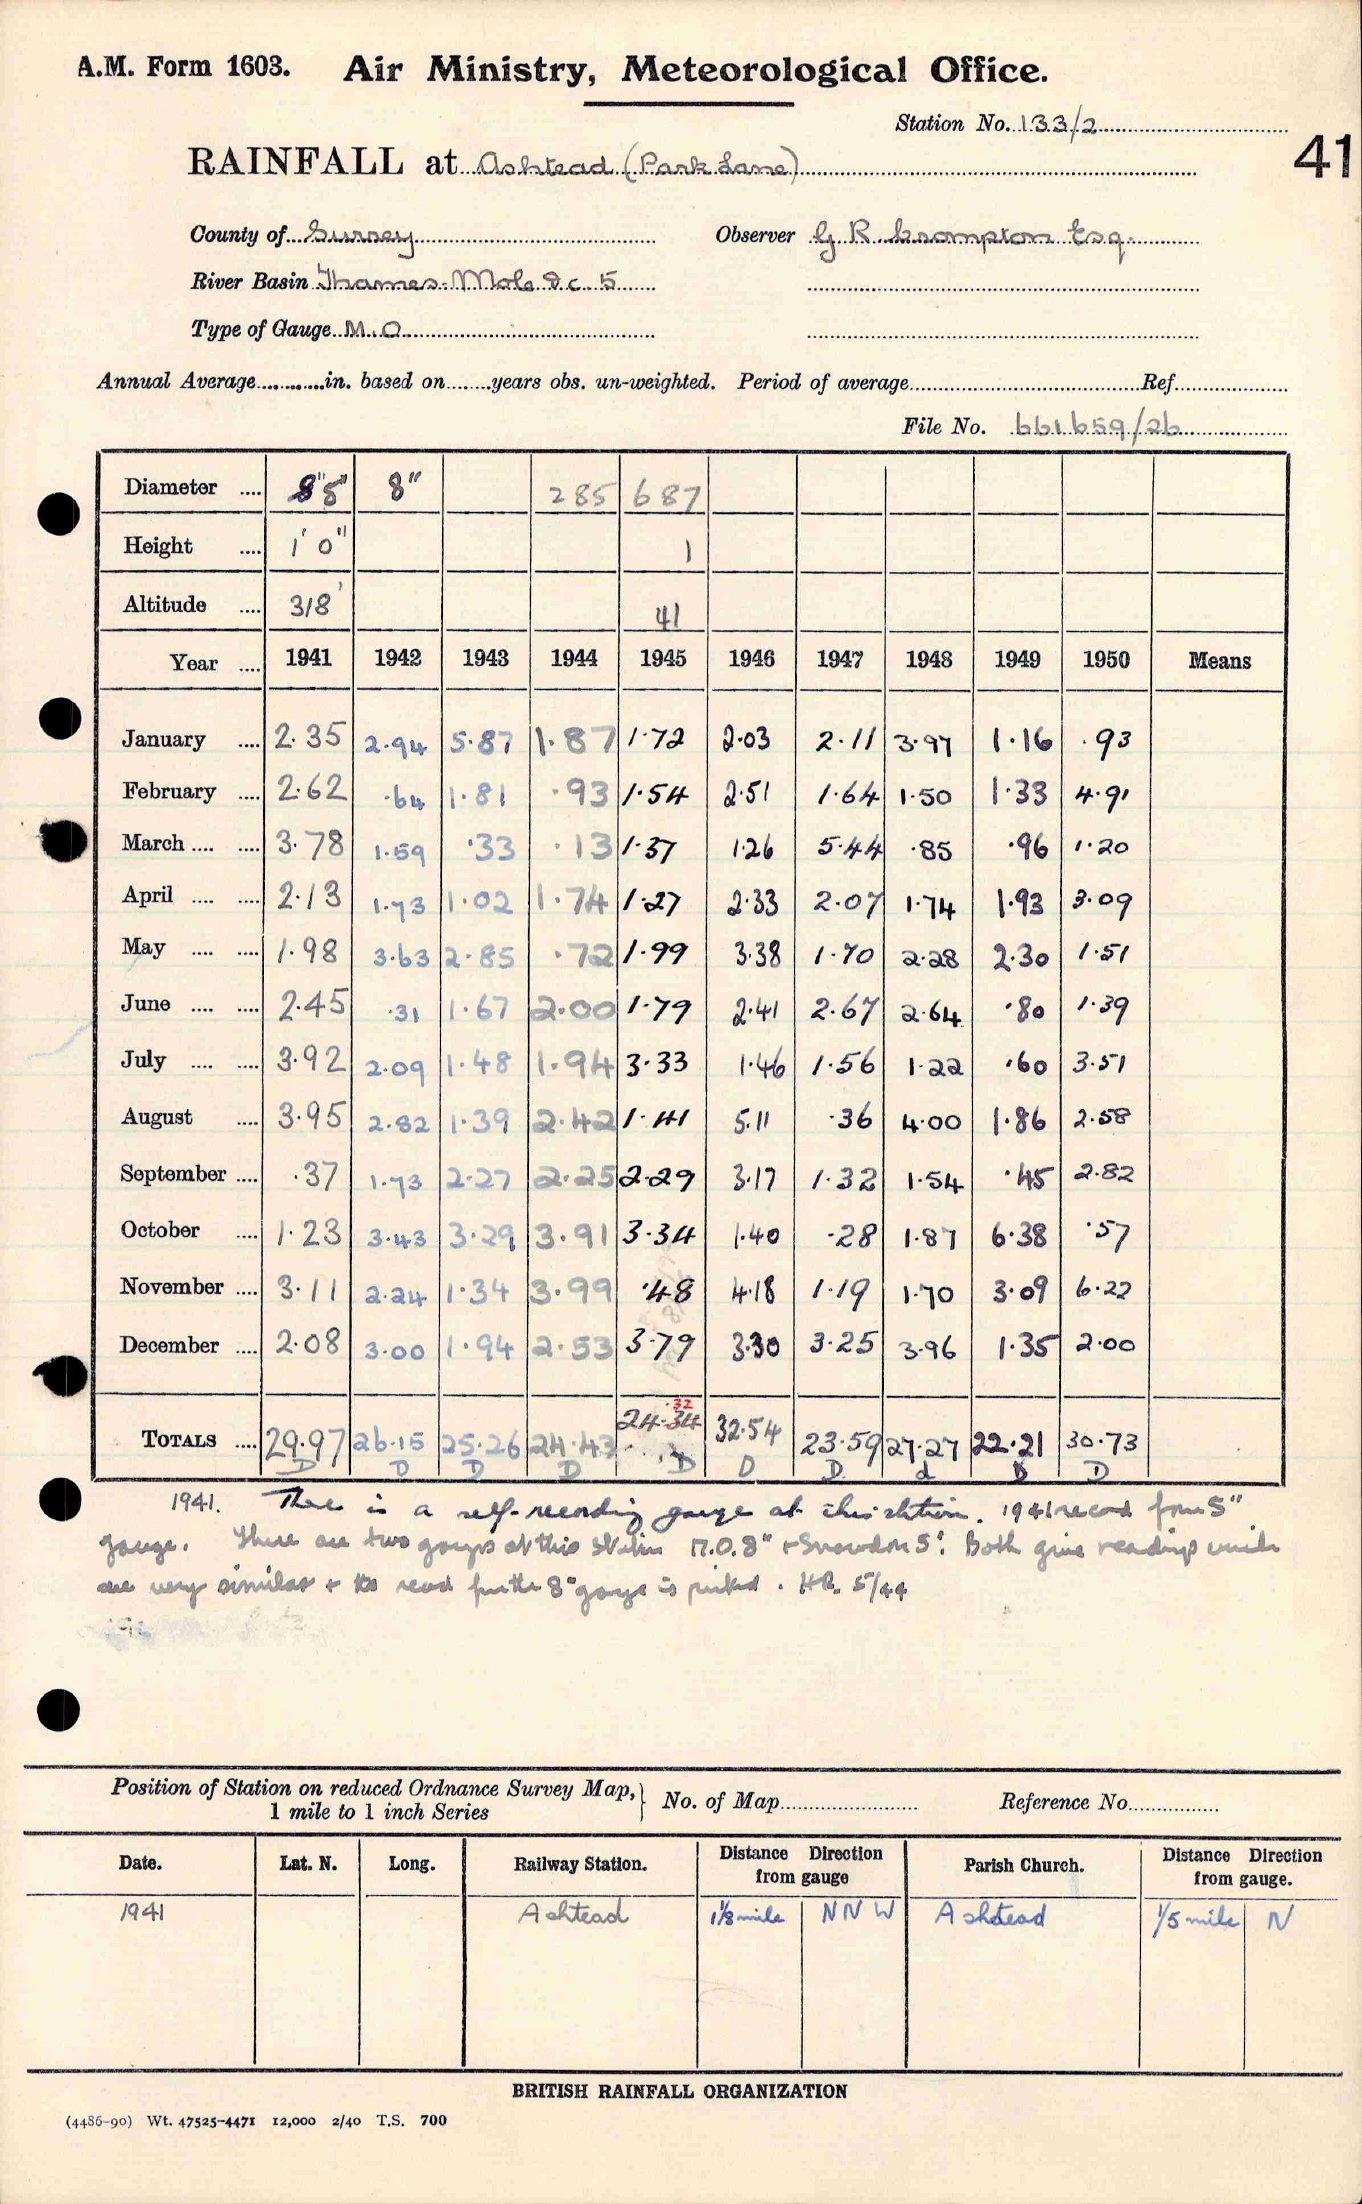 A.M. Form 1603. Air Ministry, Meteorological Office.
Station No. 133/2
41
RAINFALL at Ashtead (Park Lane)
County of Surrey Observer G R Crompton Esq.
River Basin Thames-Mole &c 5
Type of Gauge M.O.
Annual Average in. based on years obs. un-weighted. Period of average Ref
File No. 661659/26
Diameter 5" 8" 285 687
Height 1' 0" 1
Altitude 318' 41
Year 1941 1942 1943 1944 1945 1946 1947 1948 1949 1950 Means
January 2.35 2.94 5.87 1.87 1.72 2.03 2.11 3.97 1.16 .93
February 2.62 .64 1.81 .93 1.54 2.51 1.64 1.50 1.33 4.91
March 3.78 1.59 .33 .13 1.37 1.26 5.44 .85 .96 1.20
April 2.13 1.73 1.02 1.74 1.27 2.33 2.07 1.74 1.93 3.09
May 1.98 3.63 2.85 .72 1.99 3.38 1.70 2.28 2.30 1.51
June 2.45 .31 1.67 2.00 1.79 2.41 2.67 2.64 .80 1.39
July 3.92 2.09 1.48 1.94 3.33 1.46 1.56 1.22 .60 3.51
August 3.95 2.82 1.39 2.42 1.41 5.11 .36 4.00 1.86 2.58
September .37 1.73 2.27 2.25 2.29 3.17 1.32 1.54 .45 2.82
October 1.23 3.43 3.29 3.91 3.34 1.40 .28 1.87 6.38 .57
November 3.11 2.24 1.34 3.99 .48 4.18 1.19 1.70 3.09 6.22
December 2.08 3.00 1.94 2.53 3.79 3.30 3.25 3.96 1.35 2.00
.32
TOTALS 29.97 26.15 25.26 24.43 24.34 32.54 23.59 27.27 22.21 30.73
D D D D D D D d D D
1941. There is a self-recording gauge at this station. 1941 record from 5"
gauge. There are two gauges at this station M.O. 8" + Snowdon 5". Both give readings which
are very similar + the record for the 8" gauge is printed. HR. 5/44
Position of Station on reduced Ordnance Survey Map, 1 mile to 1 inch Series } No. of Map Reference No.
Date. Lat. N. Long. Railway Station. Distance Direction from gauge Parish Church. Distance Direction from gauge.
1941 Ashtead 1⅛ mile NNW Ashtead 1/5 mile N
BRITISH RAINFALL ORGANIZATION
(4486-90) Wt. 47525-4471 12,000 2/40 T.S. 700